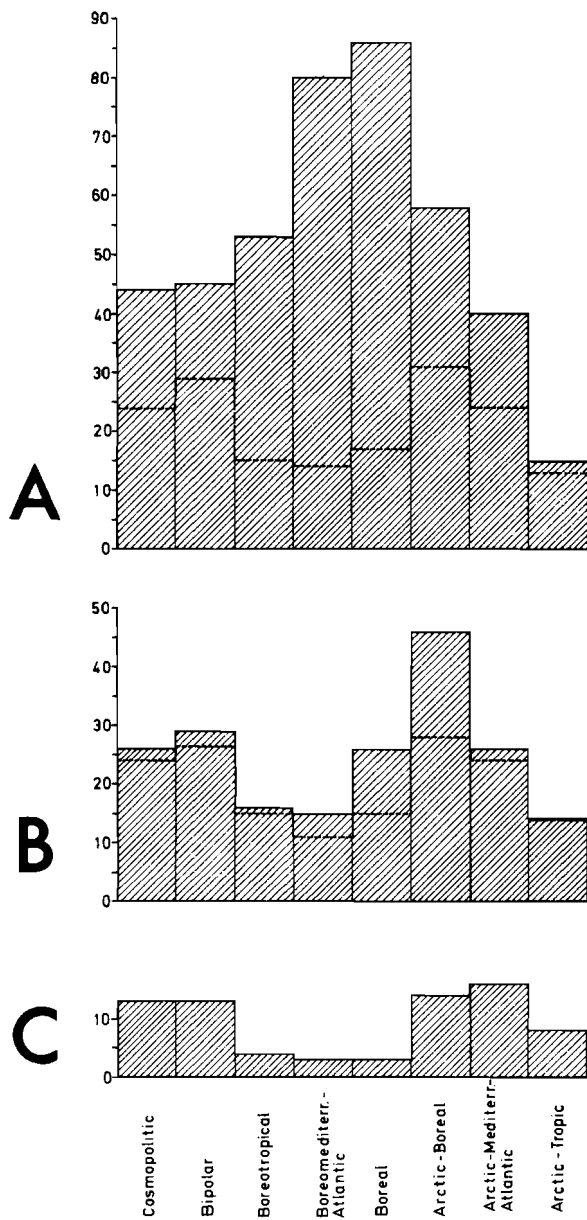 90
80
70
60
50
40
30
20
10
0
A
50
40
30
20
10
0
B
10
0
C
Cosmopolitic
Bipolar
Boreotropical
Boreomediterr.-
Atlantic
Boreal
Arctic-Boreal
Arctic-Mediterr-
Atlantic
Arctic-Tropic